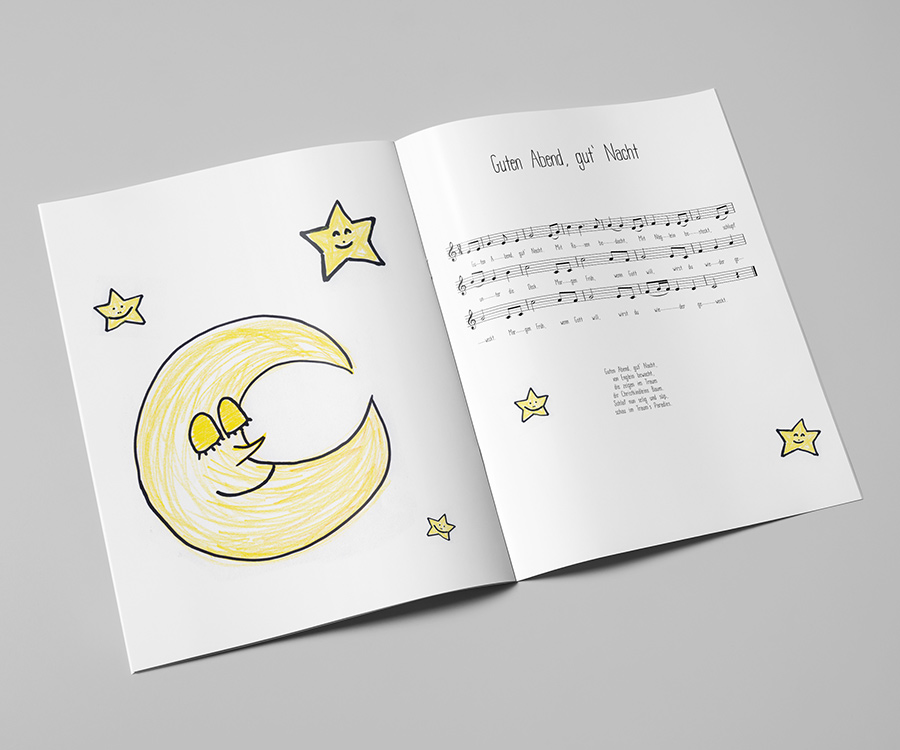 Guten Abend, gut' Nacht
Gu--ten A--bend, gut' Nacht. Mit Ro---sen be--dacht, Mit Näg--lein be--steckt, schlupf'
un---ter die Deck. Mor--gen Früh, wenn Gott will, wirst du wie--der ge-
weckt. Mor---gen Früh, wenn Gott will, wirst du wie---der ge---weckt.
Guten Abend, gut' Nacht,
von Englein bewacht,
die zeigen im Traum
dir Christkindleins Baum.
Schlaf nun selig und süß,
schau im Traum's Paradies.